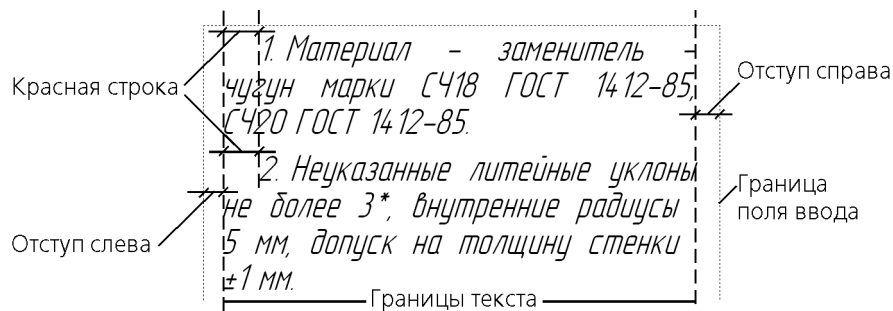 1. Материал – заменитель –
чугун марки СЧ18 ГОСТ 1412–85,
СЧ20 ГОСТ 1412–85.
2. Неуказанные литейные уклоны
не более 3*, внутренние радиусы
5 мм, допуск на толщину стенки
±1 мм.
Красная строка
Отступ слева
Отступ справа
Граница
поля ввода
Границы текста